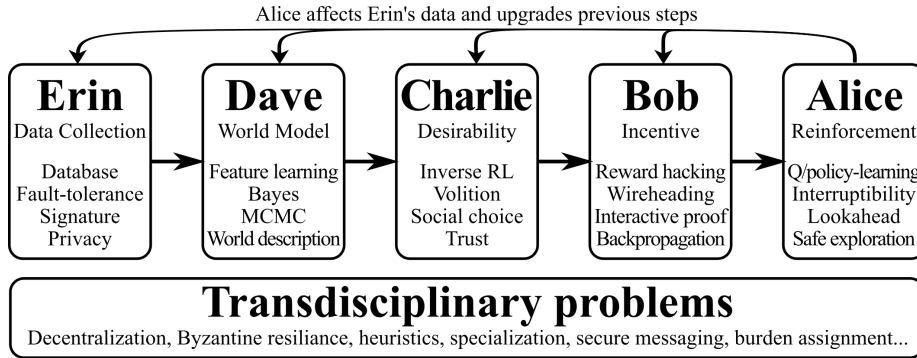 Alice affects Erin's data and upgrades previous steps
Erin
Data Collection
Database
Fault-tolerance
Signature
Privacy
Dave
World Model
Feature learning
Bayes
MCMC
World description
Charlie
Desirability
Inverse RL
Volition
Social choice
Trust
Bob
Incentive
Reward hacking
Wireheading
Interactive proof
Backpropagation
Alice
Reinforcement
Q/policy-learning
Interruptibility
Lookahead
Safe exploration
Transdisciplinary problems
Decentralization, Byzantine resiliance, heuristics, specialization, secure messaging, burden assignment...